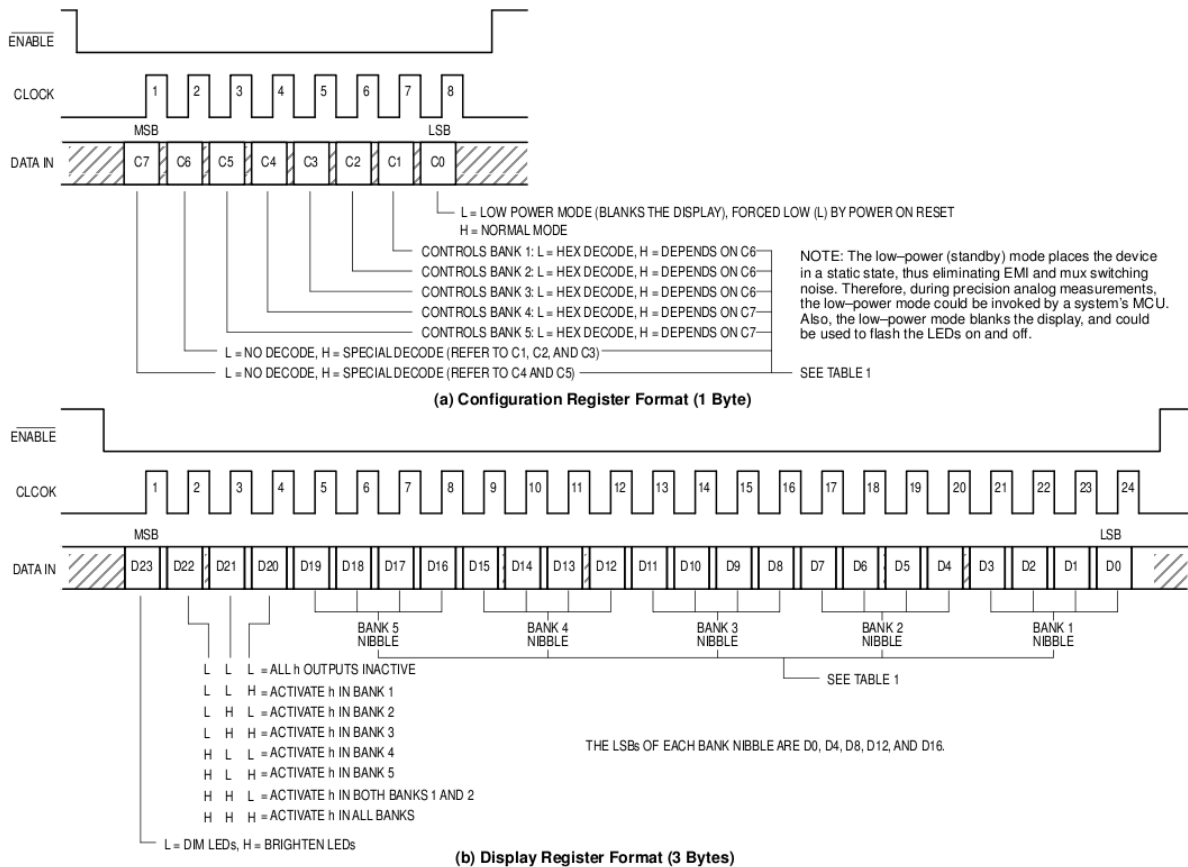 ENABLE
CLOCK
1 2 3 4 5 6 7 8
MSB LSB
DATA IN
C7 C6 C5 C4 C3 C2 C1 C0
L = LOW POWER MODE (BLANKS THE DISPLAY), FORCED LOW (L) BY POWER ON RESET
H = NORMAL MODE
CONTROLS BANK 1: L = HEX DECODE, H = DEPENDS ON C6
CONTROLS BANK 2: L = HEX DECODE, H = DEPENDS ON C6
CONTROLS BANK 3: L = HEX DECODE, H = DEPENDS ON C6
CONTROLS BANK 4: L = HEX DECODE, H = DEPENDS ON C7
CONTROLS BANK 5: L = HEX DECODE, H = DEPENDS ON C7
L = NO DECODE, H = SPECIAL DECODE (REFER TO C1, C2, AND C3)
L = NO DECODE, H = SPECIAL DECODE (REFER TO C4 AND C5)
SEE TABLE 1
NOTE: The low–power (standby) mode places the device
in a static state, thus eliminating EMI and mux switching
noise. Therefore, during precision analog measurements,
the low–power mode could be invoked by a system's MCU.
Also, the low–power mode blanks the display, and could
be used to flash the LEDs on and off.
(a) Configuration Register Format (1 Byte)
ENABLE
CLCOK
1 2 3 4 5 6 7 8 9 10 11 12 13 14 15 16 17 18 19 20 21 22 23 24
MSB LSB
DATA IN
D23 D22 D21 D20 D19 D18 D17 D16 D15 D14 D13 D12 D11 D10 D9 D8 D7 D6 D5 D4 D3 D2 D1 D0
BANK 5 BANK 4 BANK 3 BANK 2 BANK 1
NIBBLE NIBBLE NIBBLE NIBBLE NIBBLE
SEE TABLE 1
L L L = ALL h OUTPUTS INACTIVE
L L H = ACTIVATE h IN BANK 1
L H L = ACTIVATE h IN BANK 2
L H H = ACTIVATE h IN BANK 3
H L L = ACTIVATE h IN BANK 4
H L H = ACTIVATE h IN BANK 5
H H L = ACTIVATE h IN BOTH BANKS 1 AND 2
H H H = ACTIVATE h IN ALL BANKS
THE LSBs OF EACH BANK NIBBLE ARE D0, D4, D8, D12, AND D16.
L = DIM LEDs, H = BRIGHTEN LEDs
(b) Display Register Format (3 Bytes)